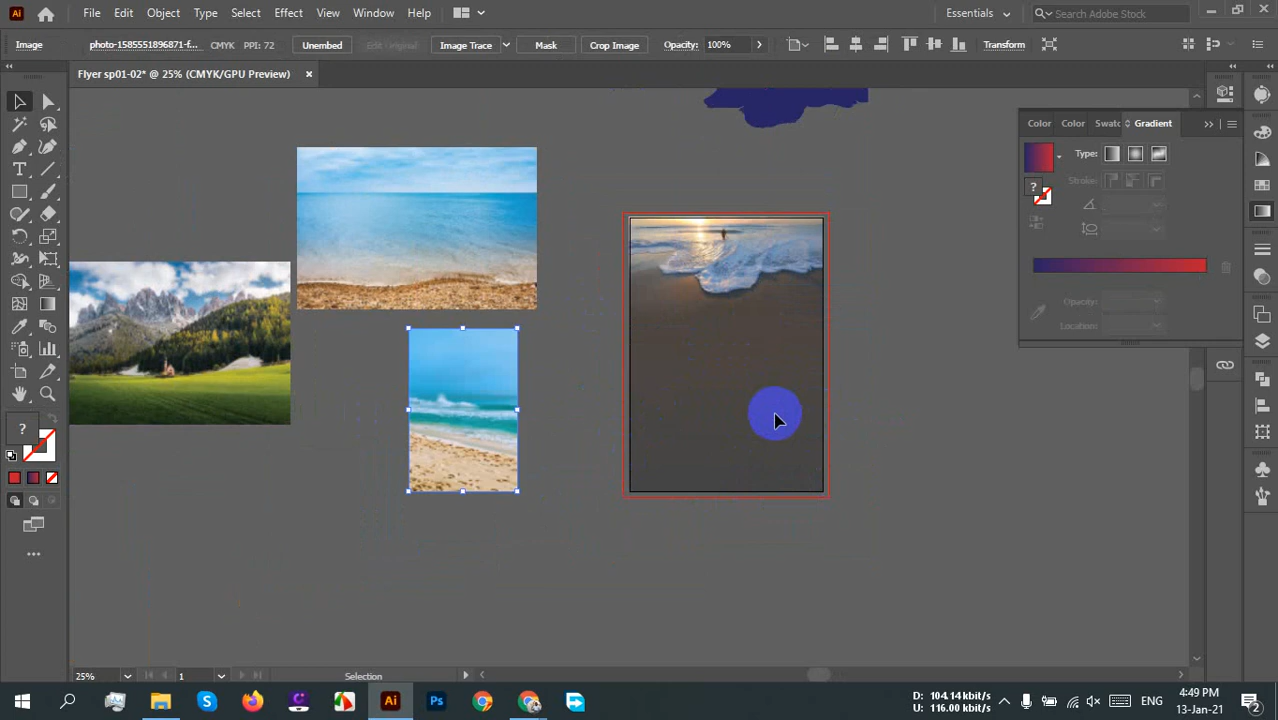 Ai File Edit Object Type Select Effect View Window Help Essentials Search Adobe Stock
Image photo-1585551896871-f... CMYK PPI: 72 Unembed Edit Original Image Trace Mask Crop Image Opacity: 100% Transform
Flyer sp01-02* @ 25% (CMYK/GPU Preview) ×
Color Color Swatc Gradient
Type:
Stroke:
Opacity:
Location:
25% 1 Selection
D: 104.14 kbit/s
U: 116.00 kbit/s
ENG
4:49 PM
13-Jan-21
2